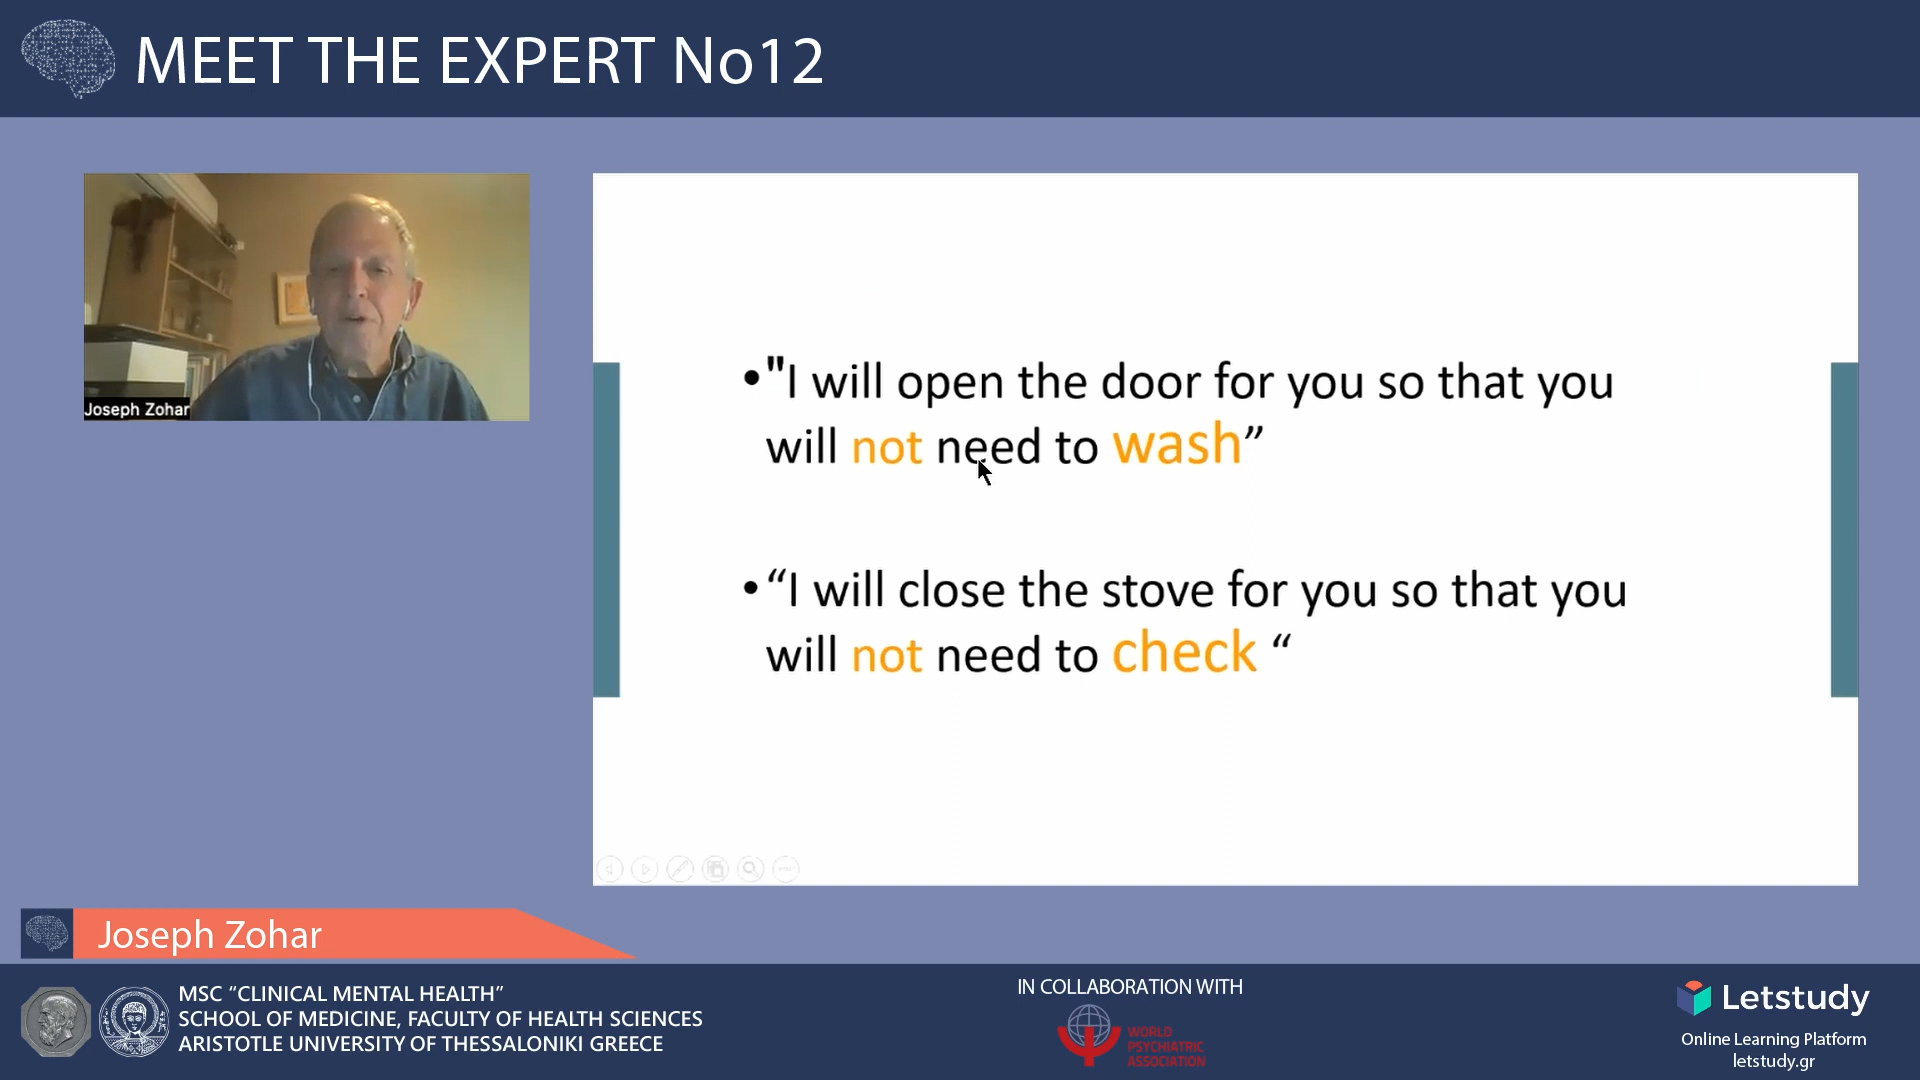 MEET THE EXPERT No12
Joseph Zohar
•"I will open the door for you so that you
will not need to wash”
•“I will close the stove for you so that you
will not need to check “
Joseph Zohar
MSC “CLINICAL MENTAL HEALTH”
SCHOOL OF MEDICINE, FACULTY OF HEALTH SCIENCES
ARISTOTLE UNIVERSITY OF THESSALONIKI GREECE
IN COLLABORATION WITH
WORLD
PSYCHIATRIC
ASSOCIATION
Letstudy
Online Learning Platform
letstudy.gr